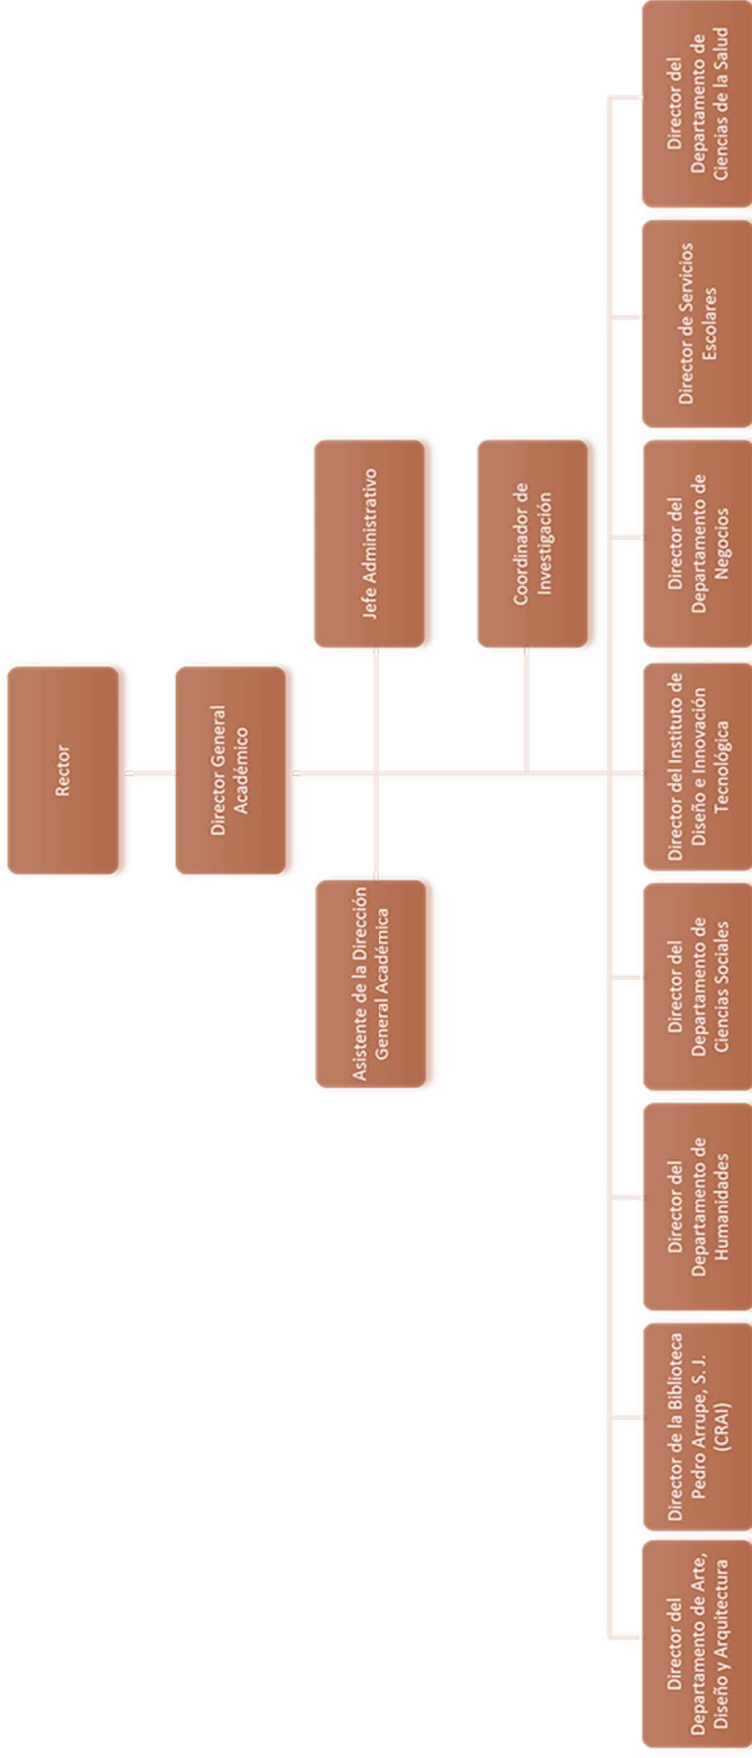 Rector
Director General
Académico
Asistente de la Dirección
General Académica
Jefe Administrativo
Coordinador de
Investigación
Director del
Departamento de Arte,
Diseño y Arquitectura
Director de la Biblioteca
Pedro Arrupe, S.J.
(CRAI)
Director del
Departamento de
Humanidades
Director del
Departamento de
Ciencias Sociales
Director del Instituto de
Diseño e Innovación
Tecnológica
Director del
Departamento de
Negocios
Director de Servicios
Escolares
Director del
Departamento de
Ciencias de la Salud